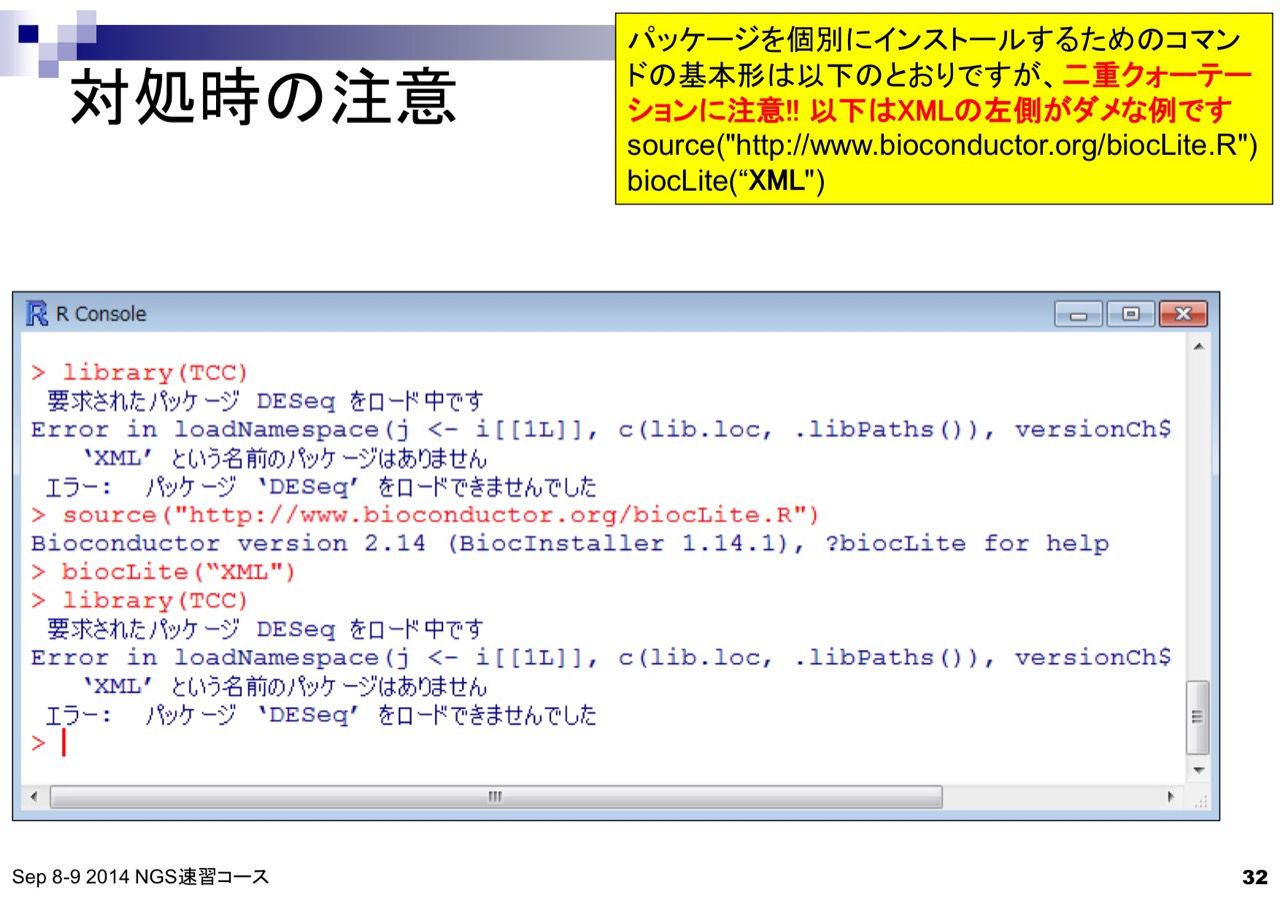 対処時の注意
パッケージを個別にインストールするためのコマン
ドの基本形は以下のとおりですが、二重クォーテー
ションに注意!! 以下はXMLの左側がダメな例です
source("http://www.bioconductor.org/biocLite.R")
biocLite(“XML")
R Console
> library(TCC)
要求されたパッケージ DESeq をロード中です
Error in loadNamespace(j <- i[[1L]], c(lib.loc, .libPaths()), versionCh$
‘XML’ という名前のパッケージはありません
エラー: パッケージ ‘DESeq’ をロードできませんでした
> source("http://www.bioconductor.org/biocLite.R")
Bioconductor version 2.14 (BiocInstaller 1.14.1), ?biocLite for help
> biocLite(“XML")
> library(TCC)
要求されたパッケージ DESeq をロード中です
Error in loadNamespace(j <- i[[1L]], c(lib.loc, .libPaths()), versionCh$
‘XML’ という名前のパッケージはありません
エラー: パッケージ ‘DESeq’ をロードできませんでした
>
Sep 8-9 2014 NGS速習コース
32